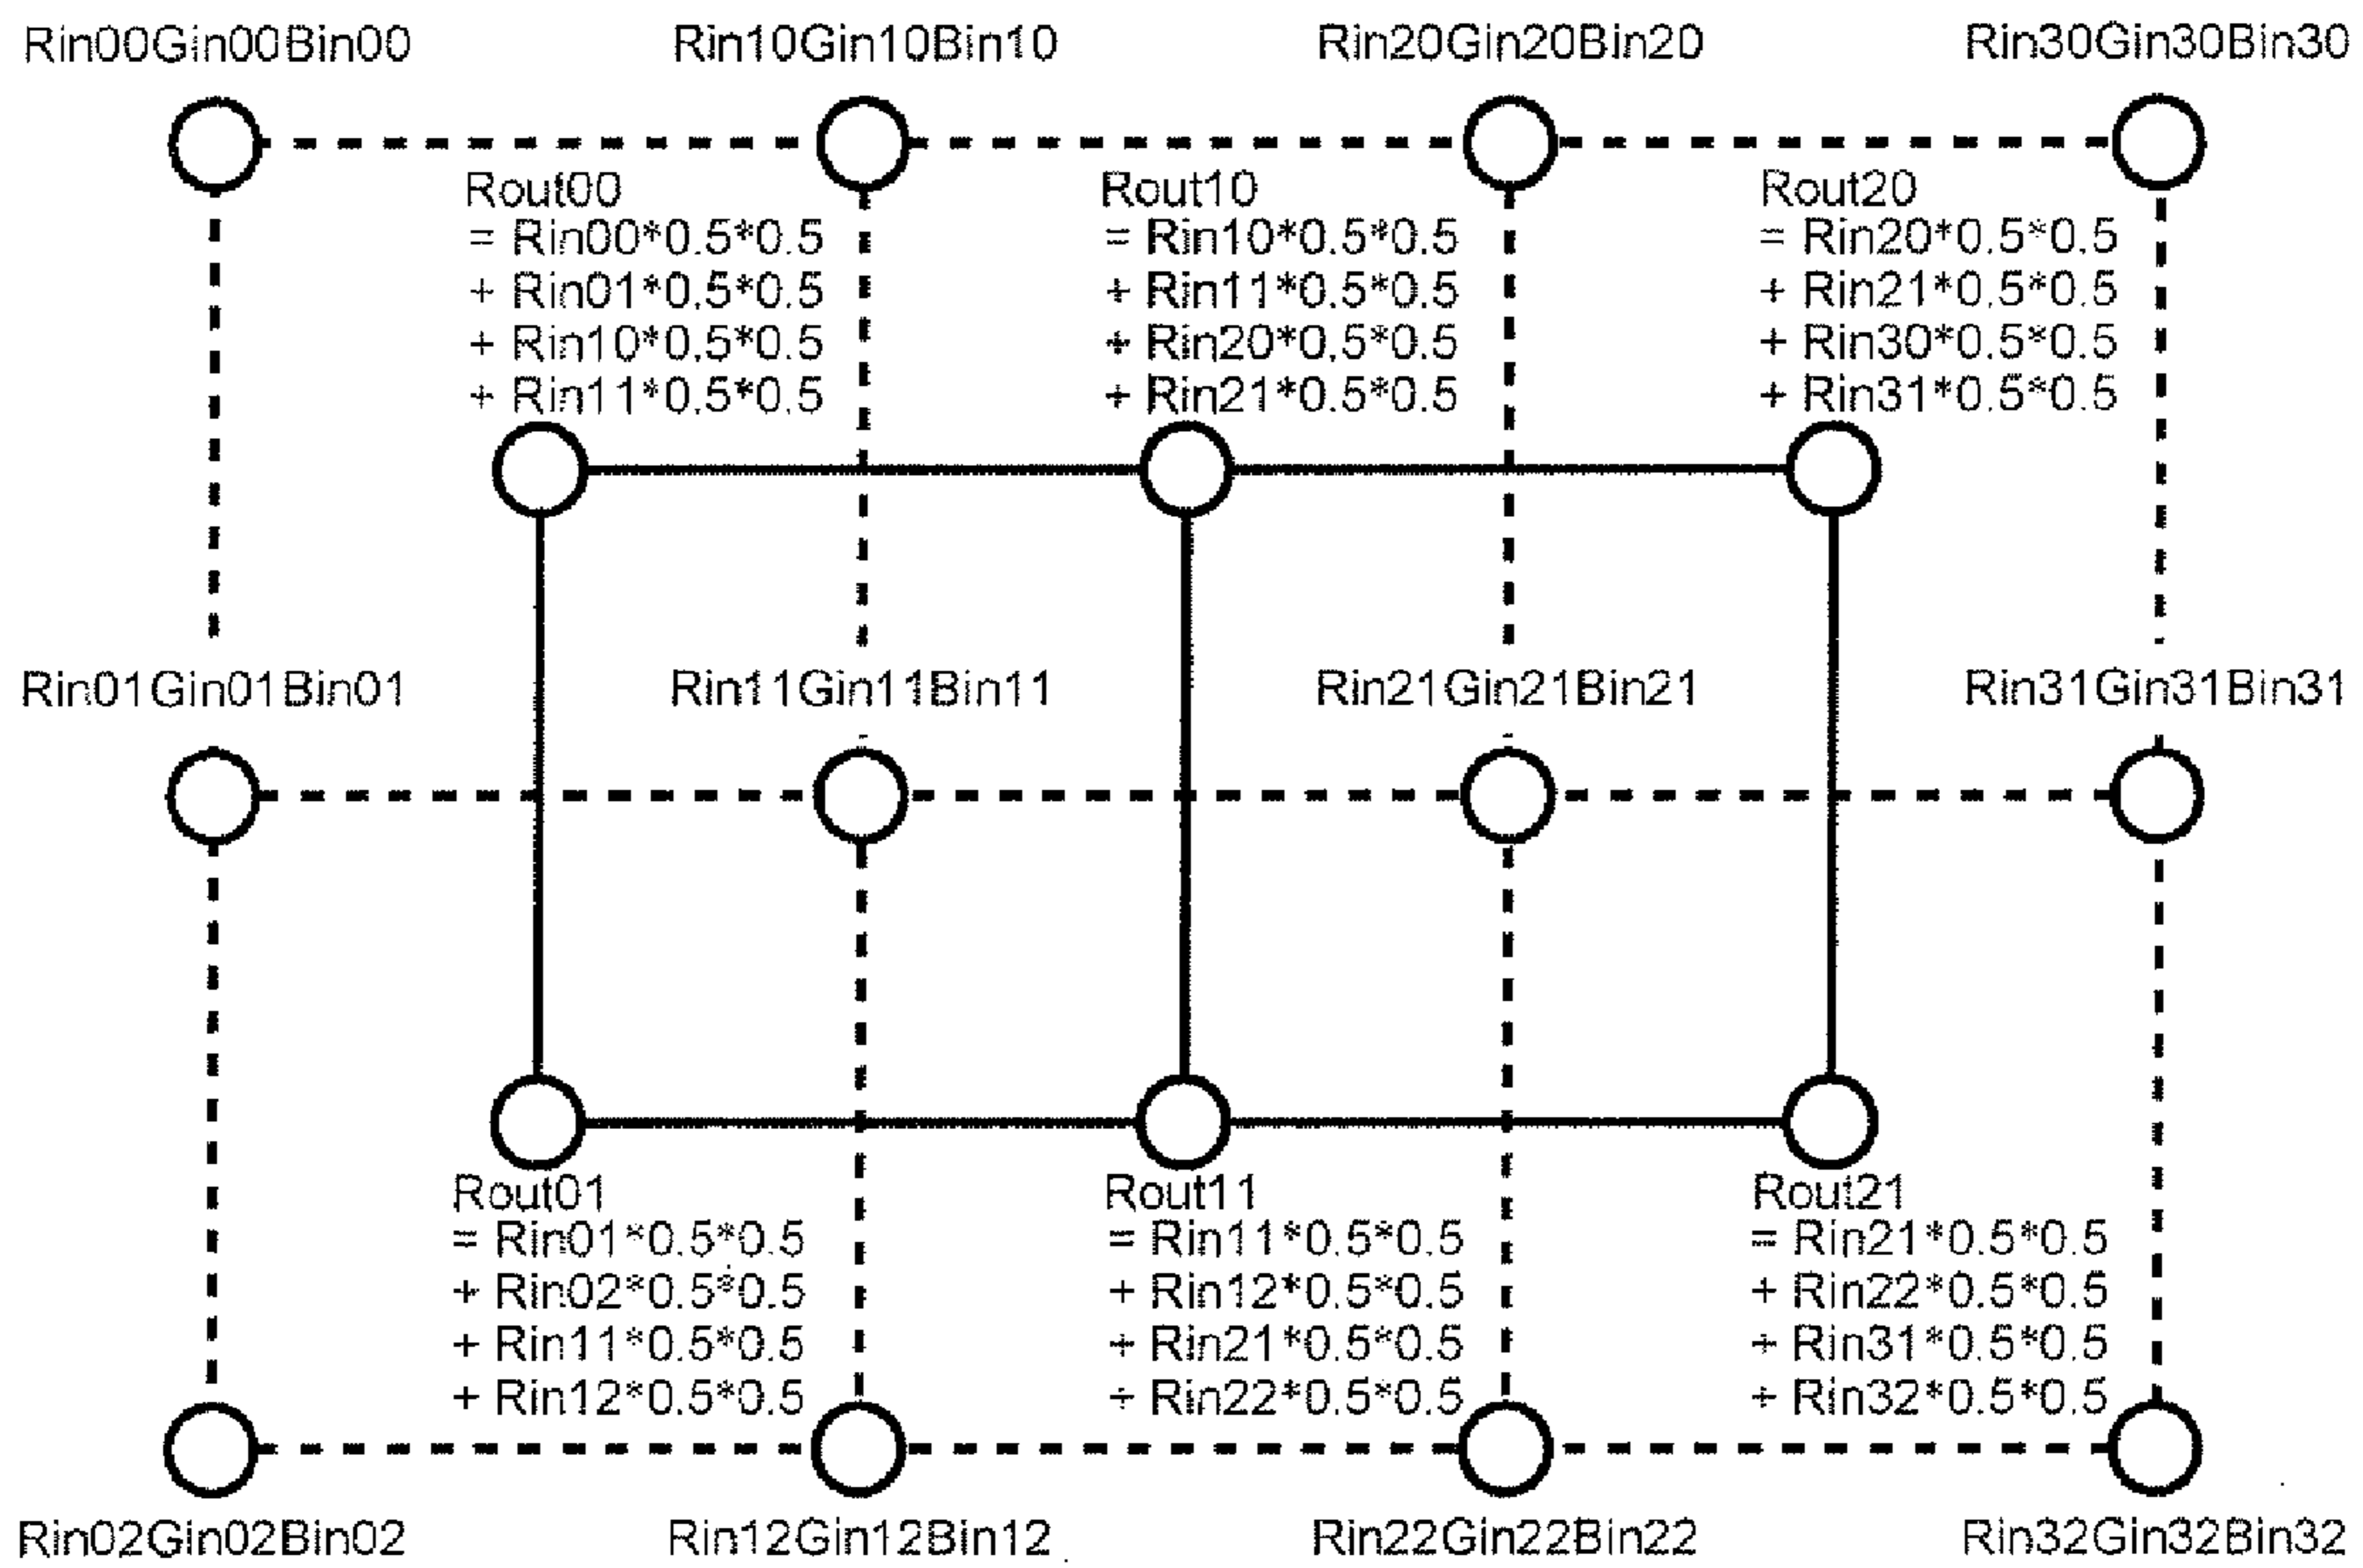 Rin00Gin00Bin00 Rin10Gin10Bin10 Rin20Gin20Bin20 Rin30Gin30Bin30
Rout00
= Rin00*0.5*0.5
+ Rin01*0.5*0.5
+ Rin10*0.5*0.5
+ Rin11*0.5*0.5
Rout10
= Rin10*0.5*0.5
+ Rin11*0.5*0.5
+ Rin20*0.5*0.5
+ Rin21*0.5*0.5
Rout20
= Rin20*0.5*0.5
+ Rin21*0.5*0.5
+ Rin30*0.5*0.5
+ Rin31*0.5*0.5
Rin01Gin01Bin01 Rin11Gin11Bin11 Rin21Gin21Bin21 Rin31Gin31Bin31
Rout01
= Rin01*0.5*0.5
+ Rin02*0.5*0.5
+ Rin11*0.5*0.5
+ Rin12*0.5*0.5
Rout11
= Rin11*0.5*0.5
+ Rin12*0.5*0.5
+ Rin21*0.5*0.5
+ Rin22*0.5*0.5
Rout21
= Rin21*0.5*0.5
+ Rin22*0.5*0.5
+ Rin31*0.5*0.5
+ Rin32*0.5*0.5
Rin02Gin02Bin02 Rin12Gin12Bin12 Rin22Gin22Bin22 Rin32Gin32Bin32